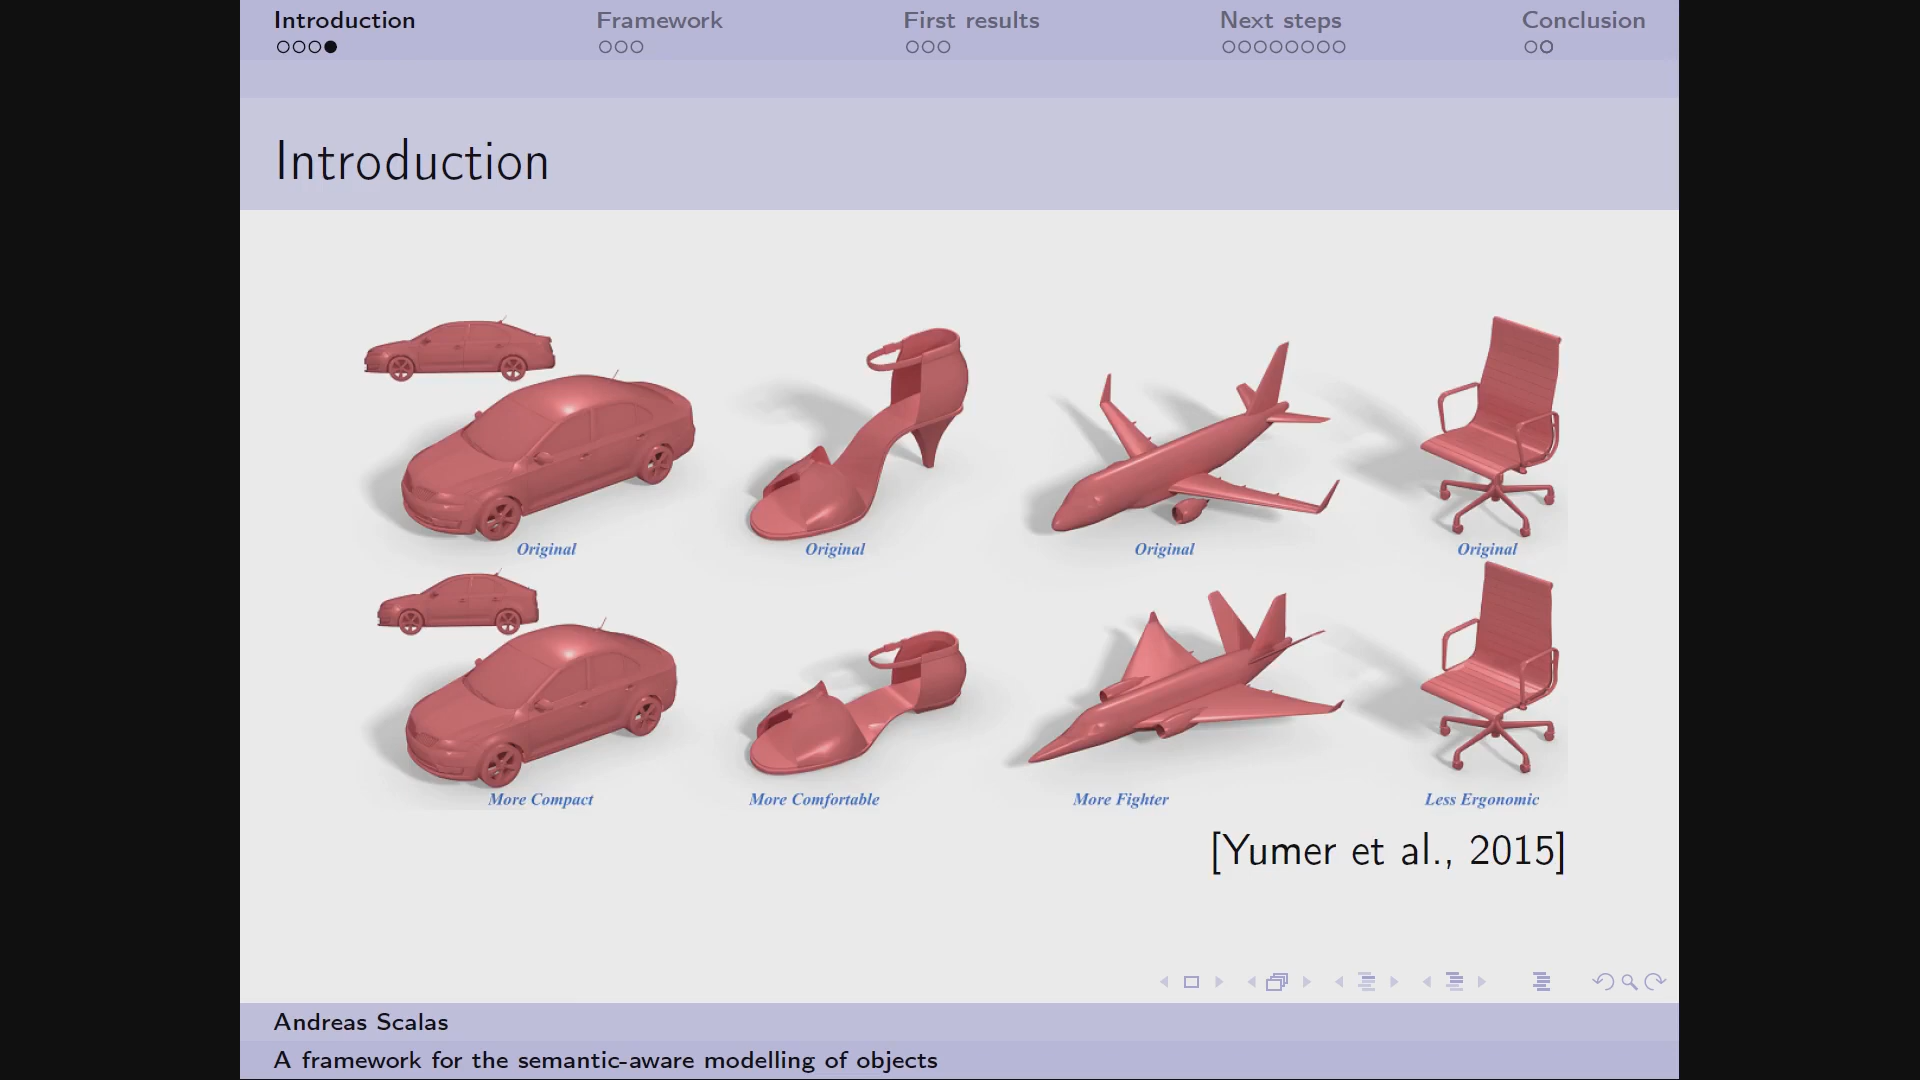 Introduction Framework First results Next steps Conclusion
Introduction
Original Original Original Original
More Compact More Comfortable More Fighter Less Ergonomic
[Yumer et al., 2015]
Andreas Scalas
A framework for the semantic-aware modelling of objects